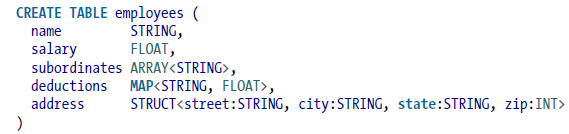 CREATE TABLE employees (
  name         STRING,
  salary       FLOAT,
  subordinates ARRAY<STRING>,
  deductions   MAP<STRING, FLOAT>,
  address      STRUCT<street:STRING, city:STRING, state:STRING, zip:INT>
)